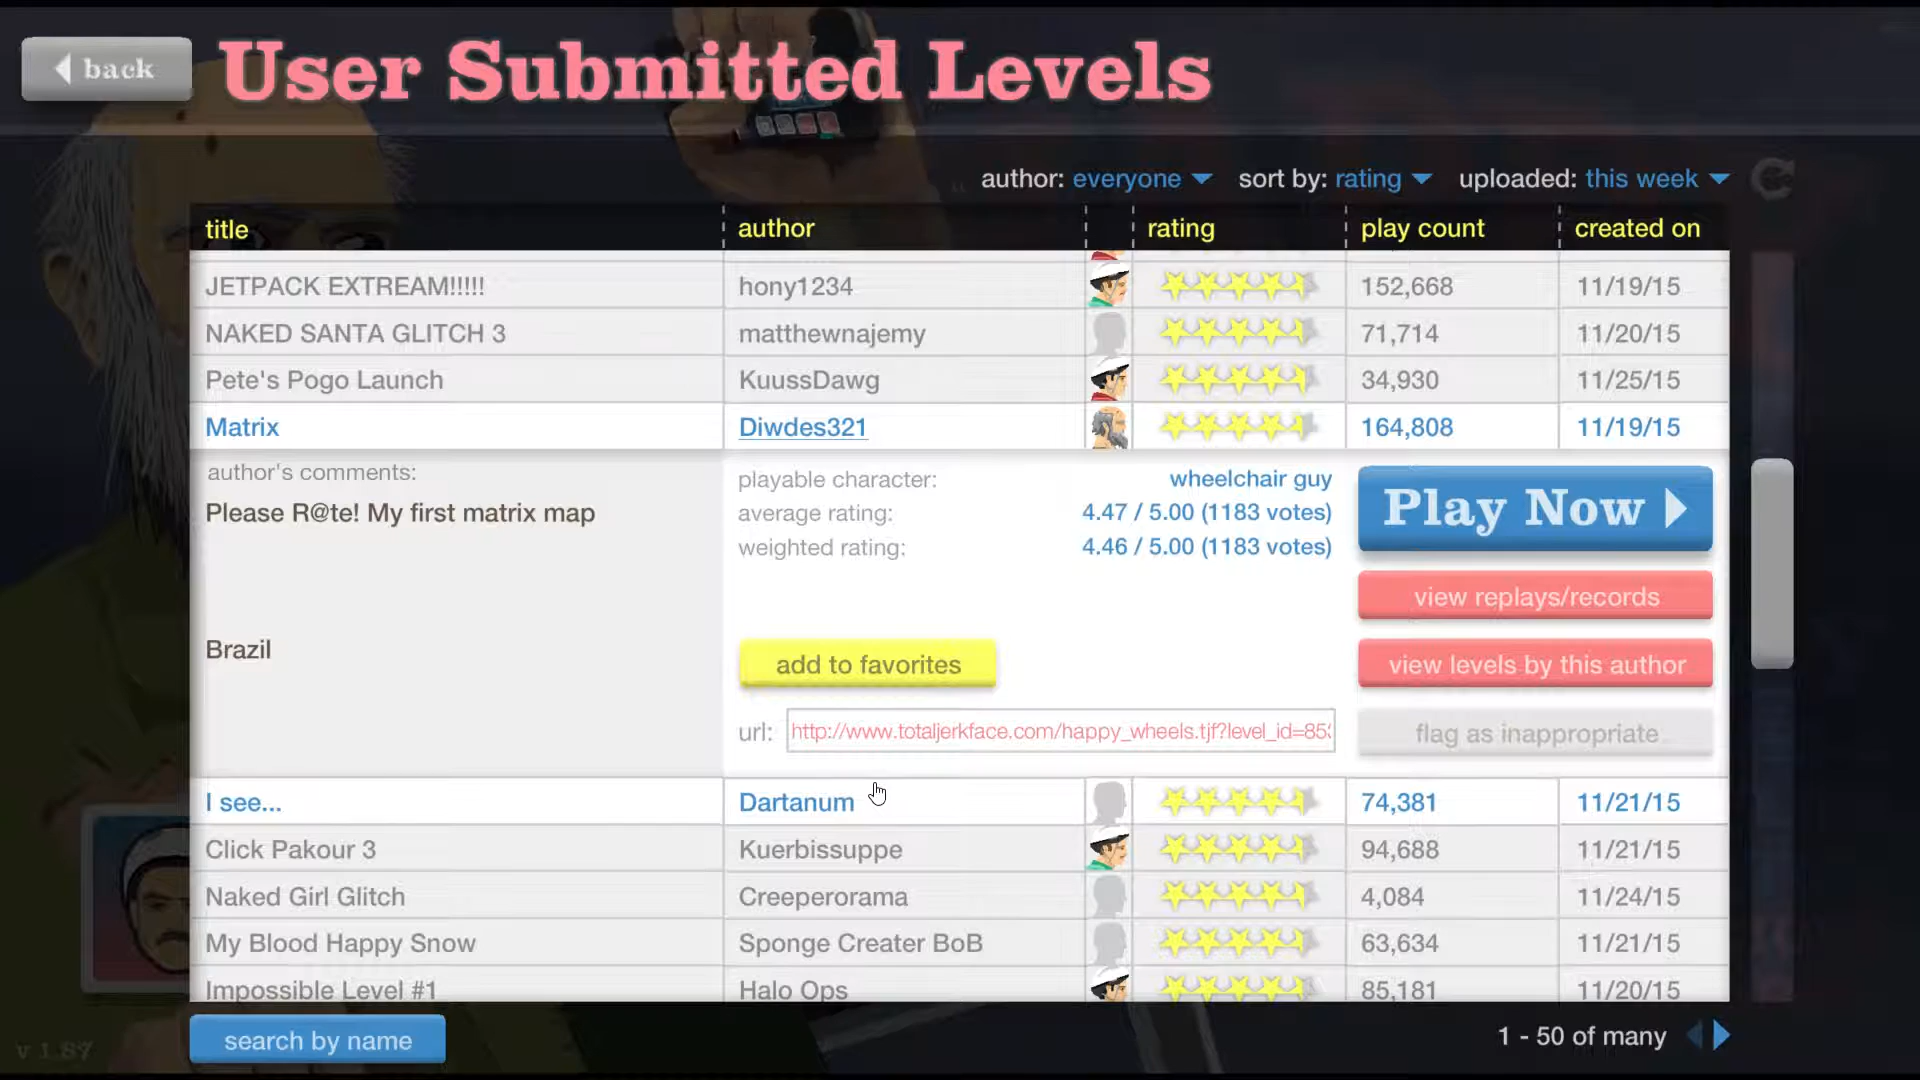 back
User Submitted Levels
author: everyone sort by: rating uploaded: this week
title author rating play count created on
JETPACK EXTREAM!!!!! hony1234 152,668 11/19/15
NAKED SANTA GLITCH 3 matthewnajemy 71,714 11/20/15
Pete's Pogo Launch KuussDawg 34,930 11/25/15
Matrix Diwdes321 164,808 11/19/15
author's comments:
Please R@te! My first matrix map
Brazil
playable character: wheelchair guy
average rating: 4.47 / 5.00 (1183 votes)
weighted rating: 4.46 / 5.00 (1183 votes)
add to favorites
url: http://www.totaljerkface.com/happy_wheels.tjf?level_id=85
Play Now
view replays/records
view levels by this author
flag as inappropriate
I see... Dartanum 74,381 11/21/15
Click Pakour 3 Kuerbissuppe 94,688 11/21/15
Naked Girl Glitch Creeperorama 4,084 11/24/15
My Blood Happy Snow Sponge Creater BoB 63,634 11/21/15
Impossible Level #1 Halo Ops 85,181 11/20/15
search by name
1 - 50 of many
v 1.87